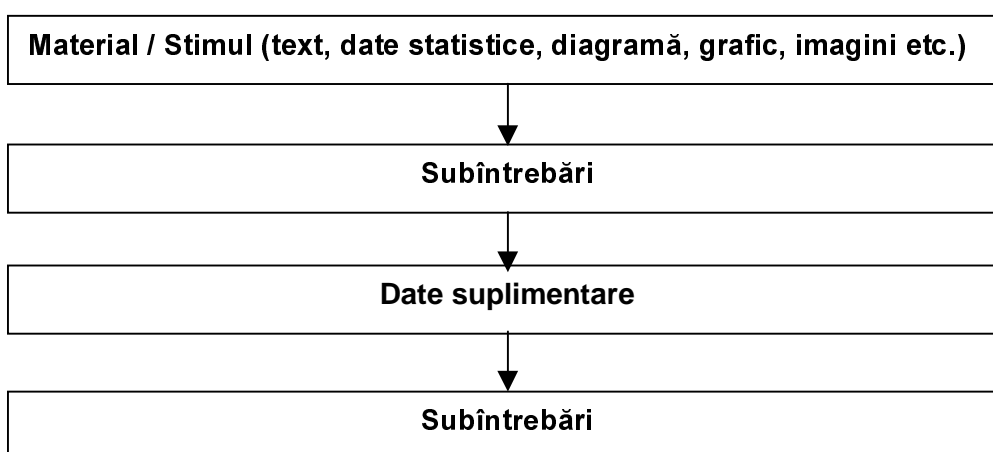 Material / Stimul (text, date statistice, diagramă, grafic, imagini etc.)
Subîntrebări
Date suplimentare
Subîntrebări